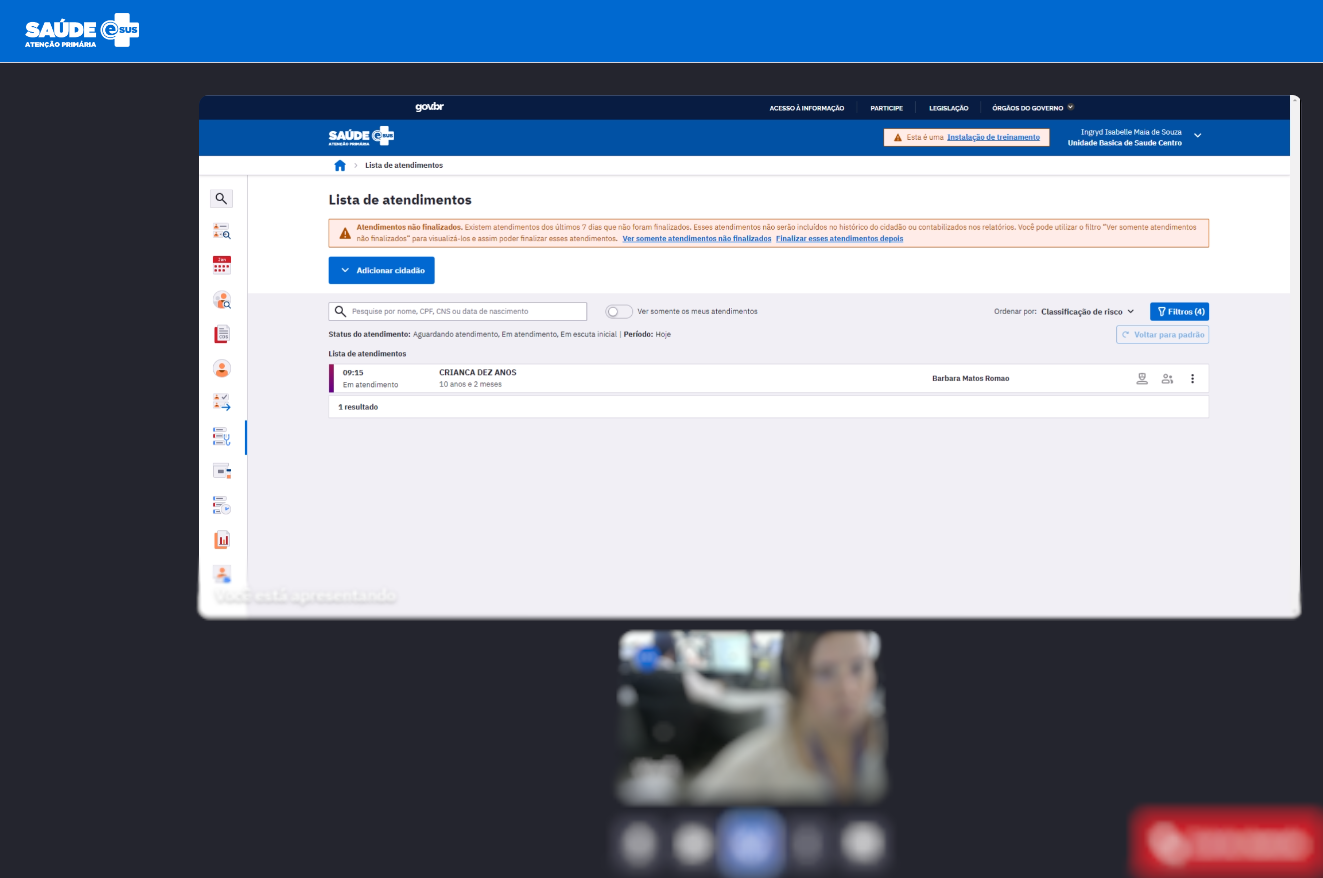 SAÚDE e SUS
ATENÇÃO PRIMÁRIA
gov.br
ACESSO À INFORMAÇÃO
PARTICIPE
LEGISLAÇÃO
ÓRGÃOS DO GOVERNO
SAÚDE e SUS
ATENÇÃO PRIMÁRIA
Esta é uma Instalação de treinamento
Ingryd Isabelle Maia de Souza
Unidade Basica de Saude Centro
Lista de atendimentos
Lista de atendimentos
Atendimentos não finalizados. Existem atendimentos dos últimos 7 dias que não foram finalizados. Esses atendimentos não serão incluídos no histórico do cidadão ou contabilizados nos relatórios. Você pode utilizar o filtro "Ver somente atendimentos
não finalizados" para visualizá-los e assim poder finalizar esses atendimentos. Ver somente atendimentos não finalizados Finalizar esses atendimentos depois
Adicionar cidadão
Pesquise por nome, CPF, CNS ou data de nascimento
Ver somente os meus atendimentos
Ordenar por: Classificação de risco
Filtros (4)
Status do atendimento: Aguardando atendimento, Em atendimento, Em escuta inicial | Período: Hoje
Voltar para padrão
Lista de atendimentos
09:15
Em atendimento
CRIANCA DEZ ANOS
10 anos e 2 meses
Barbara Matos Romao
1 resultado
Você está apresentando